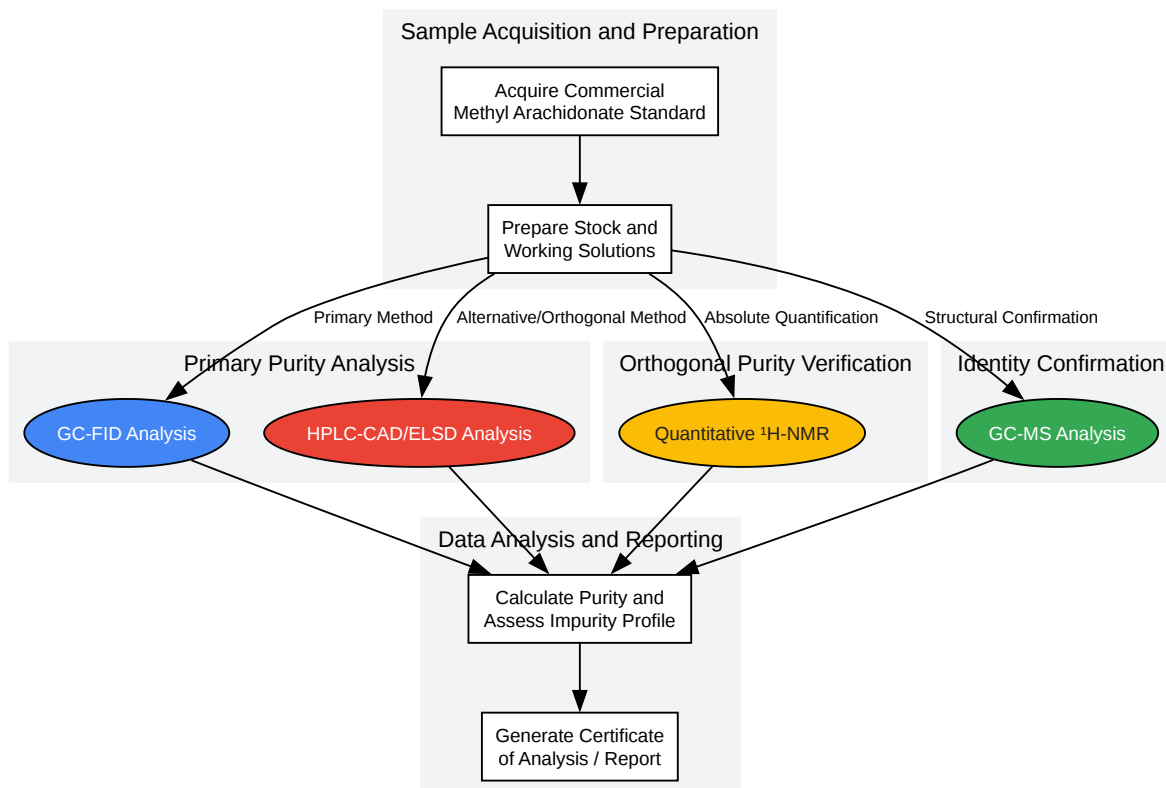 Sample Acquisition and Preparation
Acquire Commercial
Methyl Arachidonate Standard
Prepare Stock and
Working Solutions
Primary Method
Alternative/Orthogonal Method
Absolute Quantification
Structural Confirmation
Primary Purity Analysis
Orthogonal Purity Verification
Identity Confirmation
GC-FID Analysis
HPLC-CAD/ELSD Analysis
Quantitative ¹H-NMR
GC-MS Analysis
Data Analysis and Reporting
Calculate Purity and
Assess Impurity Profile
Generate Certificate
of Analysis / Report